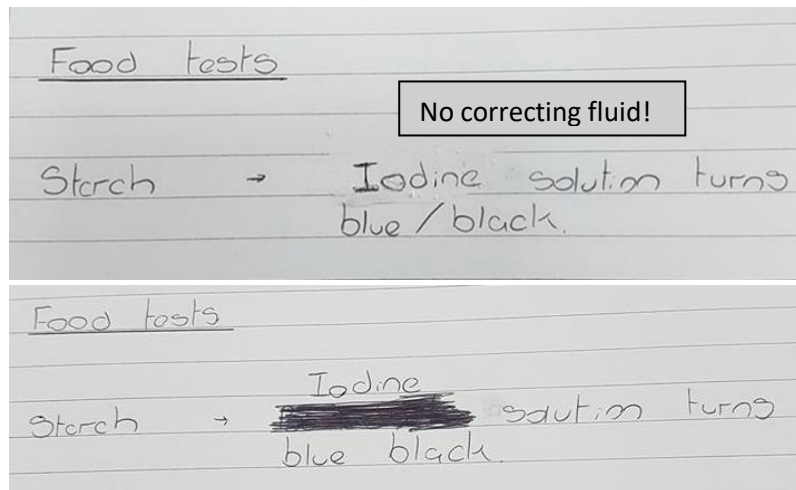 Food tests
No correcting fluid!
Starch → Iodine solution turns
blue / black.
Food tests
Iodine
Starch → solution turns
blue black.